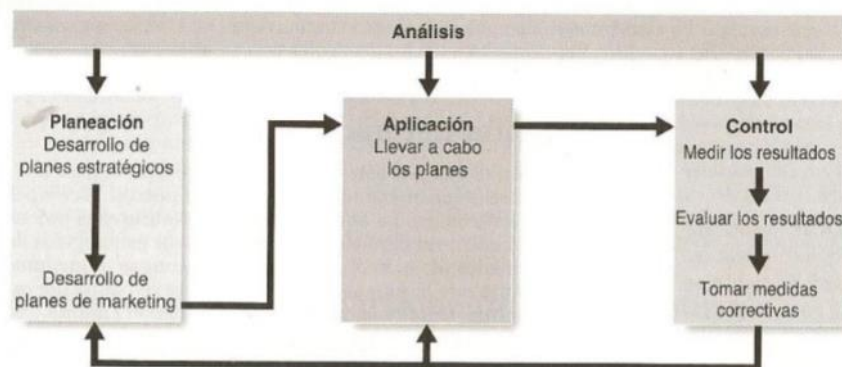 Análisis
Planeación
Desarrollo de
planes estratégicos
Desarrollo de
planes de marketing
Aplicación
Llevar a cabo
los planes
Control
Medir los resultados
Evaluar los resultados
Tomar medidas
correctivas